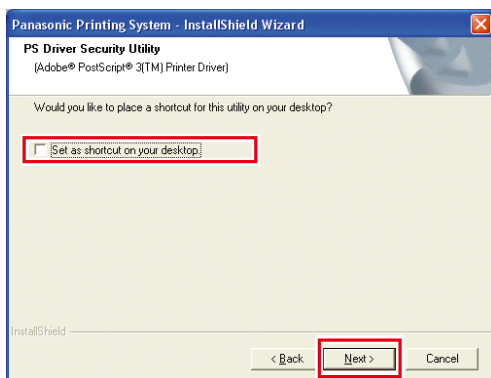 Panasonic Printing System - InstallShield Wizard
PS Driver Security Utility
(Adobe® PostScript® 3(TM) Printer Driver)
Would you like to place a shortcut for this utility on your desktop?
Set as shortcut on your desktop.
InstallShield
< Back Next > Cancel